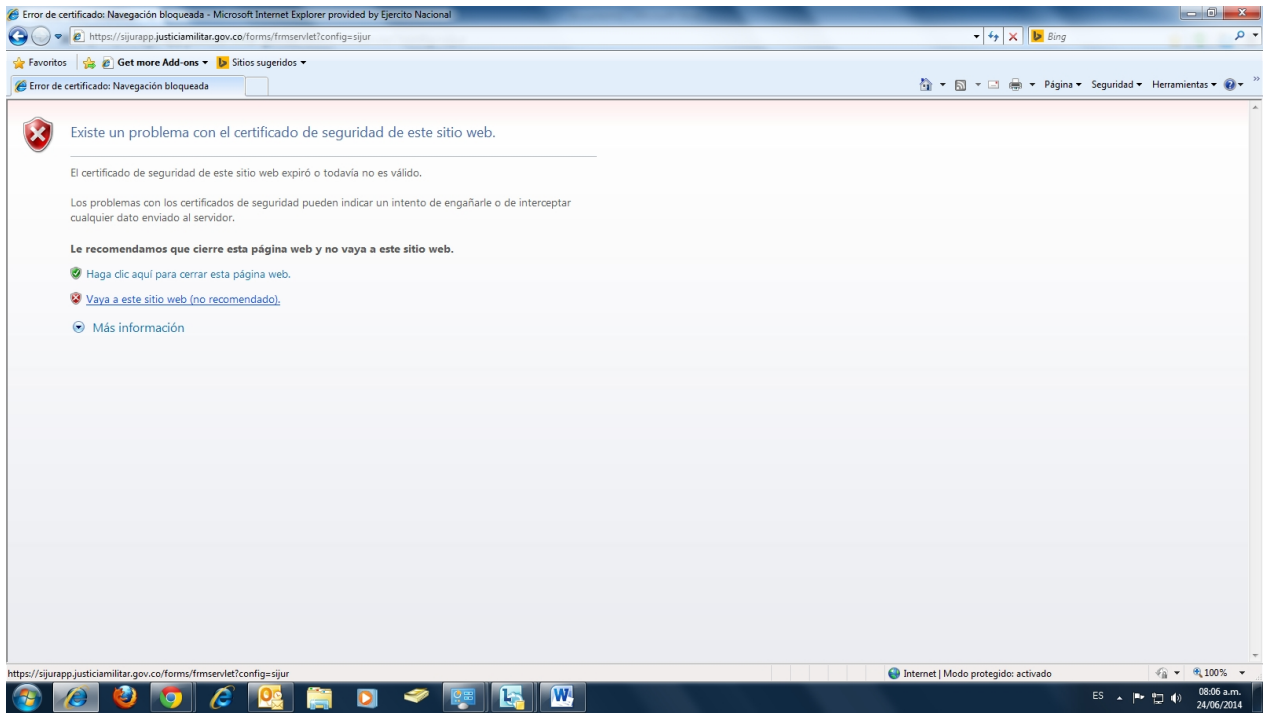 Error de certificado: Navegación bloqueada - Microsoft Internet Explorer provided by Ejercito Nacional
https://sijurapp.justiciamilitar.gov.co/forms/frmservlet?config=sijur
Bing
Favoritos
Get more Add-ons
Sitios sugeridos
Error de certificado: Navegación bloqueada
Página
Seguridad
Herramientas
Existe un problema con el certificado de seguridad de este sitio web.
El certificado de seguridad de este sitio web expiró o todavía no es válido.
Los problemas con los certificados de seguridad pueden indicar un intento de engañarle o de interceptar
cualquier dato enviado al servidor.
Le recomendamos que cierre esta página web y no vaya a este sitio web.
Haga clic aquí para cerrar esta página web.
Vaya a este sitio web (no recomendado).
Más información
https://sijurapp.justiciamilitar.gov.co/forms/frmservlet?config=sijur
Internet | Modo protegido: activado
100%
ES
08:06 a.m.
24/06/2014